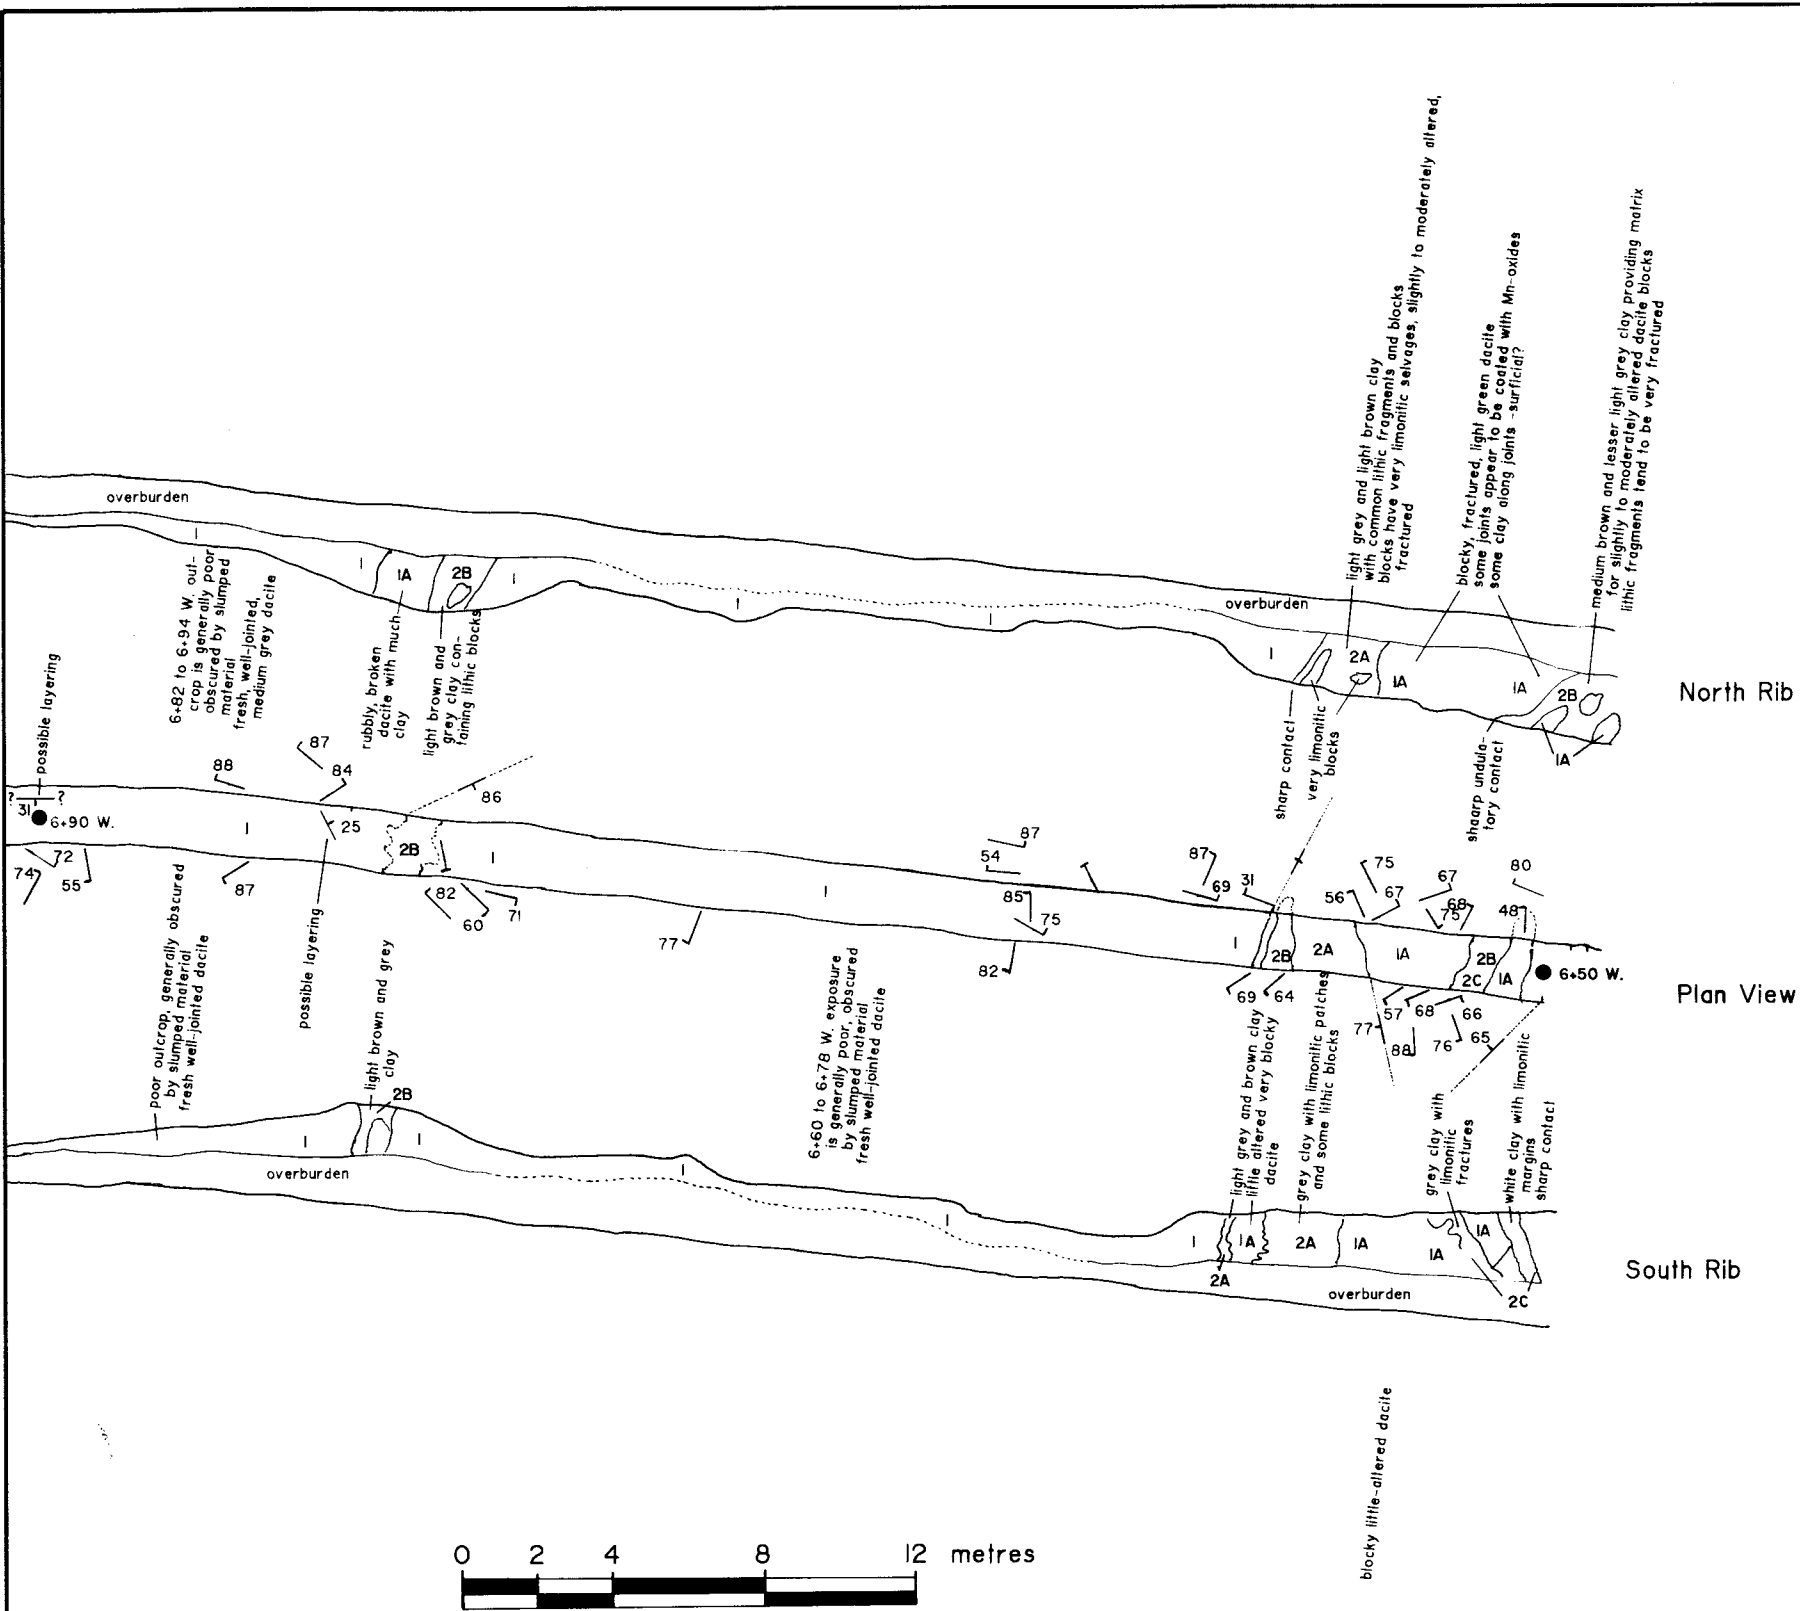 light grey and light brown clay
with common lithic fragments and blocks
blocks have very limonitic selvages, slightly to moderately altered,
fractured
blocky, fractured, light green dacite
some joints appear to be coated with Mn-oxides
some clay along joints -surficial?
medium brown and lesser light grey clay providing matrix
for slightly to moderately altered dacite blocks
lithic fragments tend to be very fractured
overburden
I
I
IA
2B
I
I
I
overburden
I
2A
IA
IA
2B
IA
North Rib
possible layering
6+82 to 6+94 W. out-
crop is generally poor
obscured by slumped
material
fresh, well-jointed,
medium grey dacite
rubbly, broken
dacite with much
clay
light brown and
grey clay con-
taining lithic blocks
sharp contact
very limonitic
blocks
shaarp undula-
tory contact
88
87
84
86
? ?
31
6+90 W.
I
25
2B
I
I
54
87
87
69
31
56
75
67
67
75
68
48
80
I
2B
2A
IA
2B
2C
IA
6+50 W.
Plan View
74
72
55
87
82
60
71
77
85
75
82
69
64
57
68
66
77
88
76
65
poor outcrop, generally obscured
by slumped material
fresh well-jointed dacite
possible layering
light brown and grey
clay
6+60 to 6+78 W. exposure
is generally poor, obscured
by slumped material
fresh well-jointed dacite
light grey and brown clay
little altered very blocky
dacite
grey clay with limonitic patches
and some lithic blocks
grey clay with
limonitic
fractures
white clay with limonitic
margins
sharp contact
2B
I
I
overburden
I
I
I
IA
2A
2A
IA
IA
IA
2C
overburden
South Rib
blocky little-altered dacite
0 2 4 8 12 metres